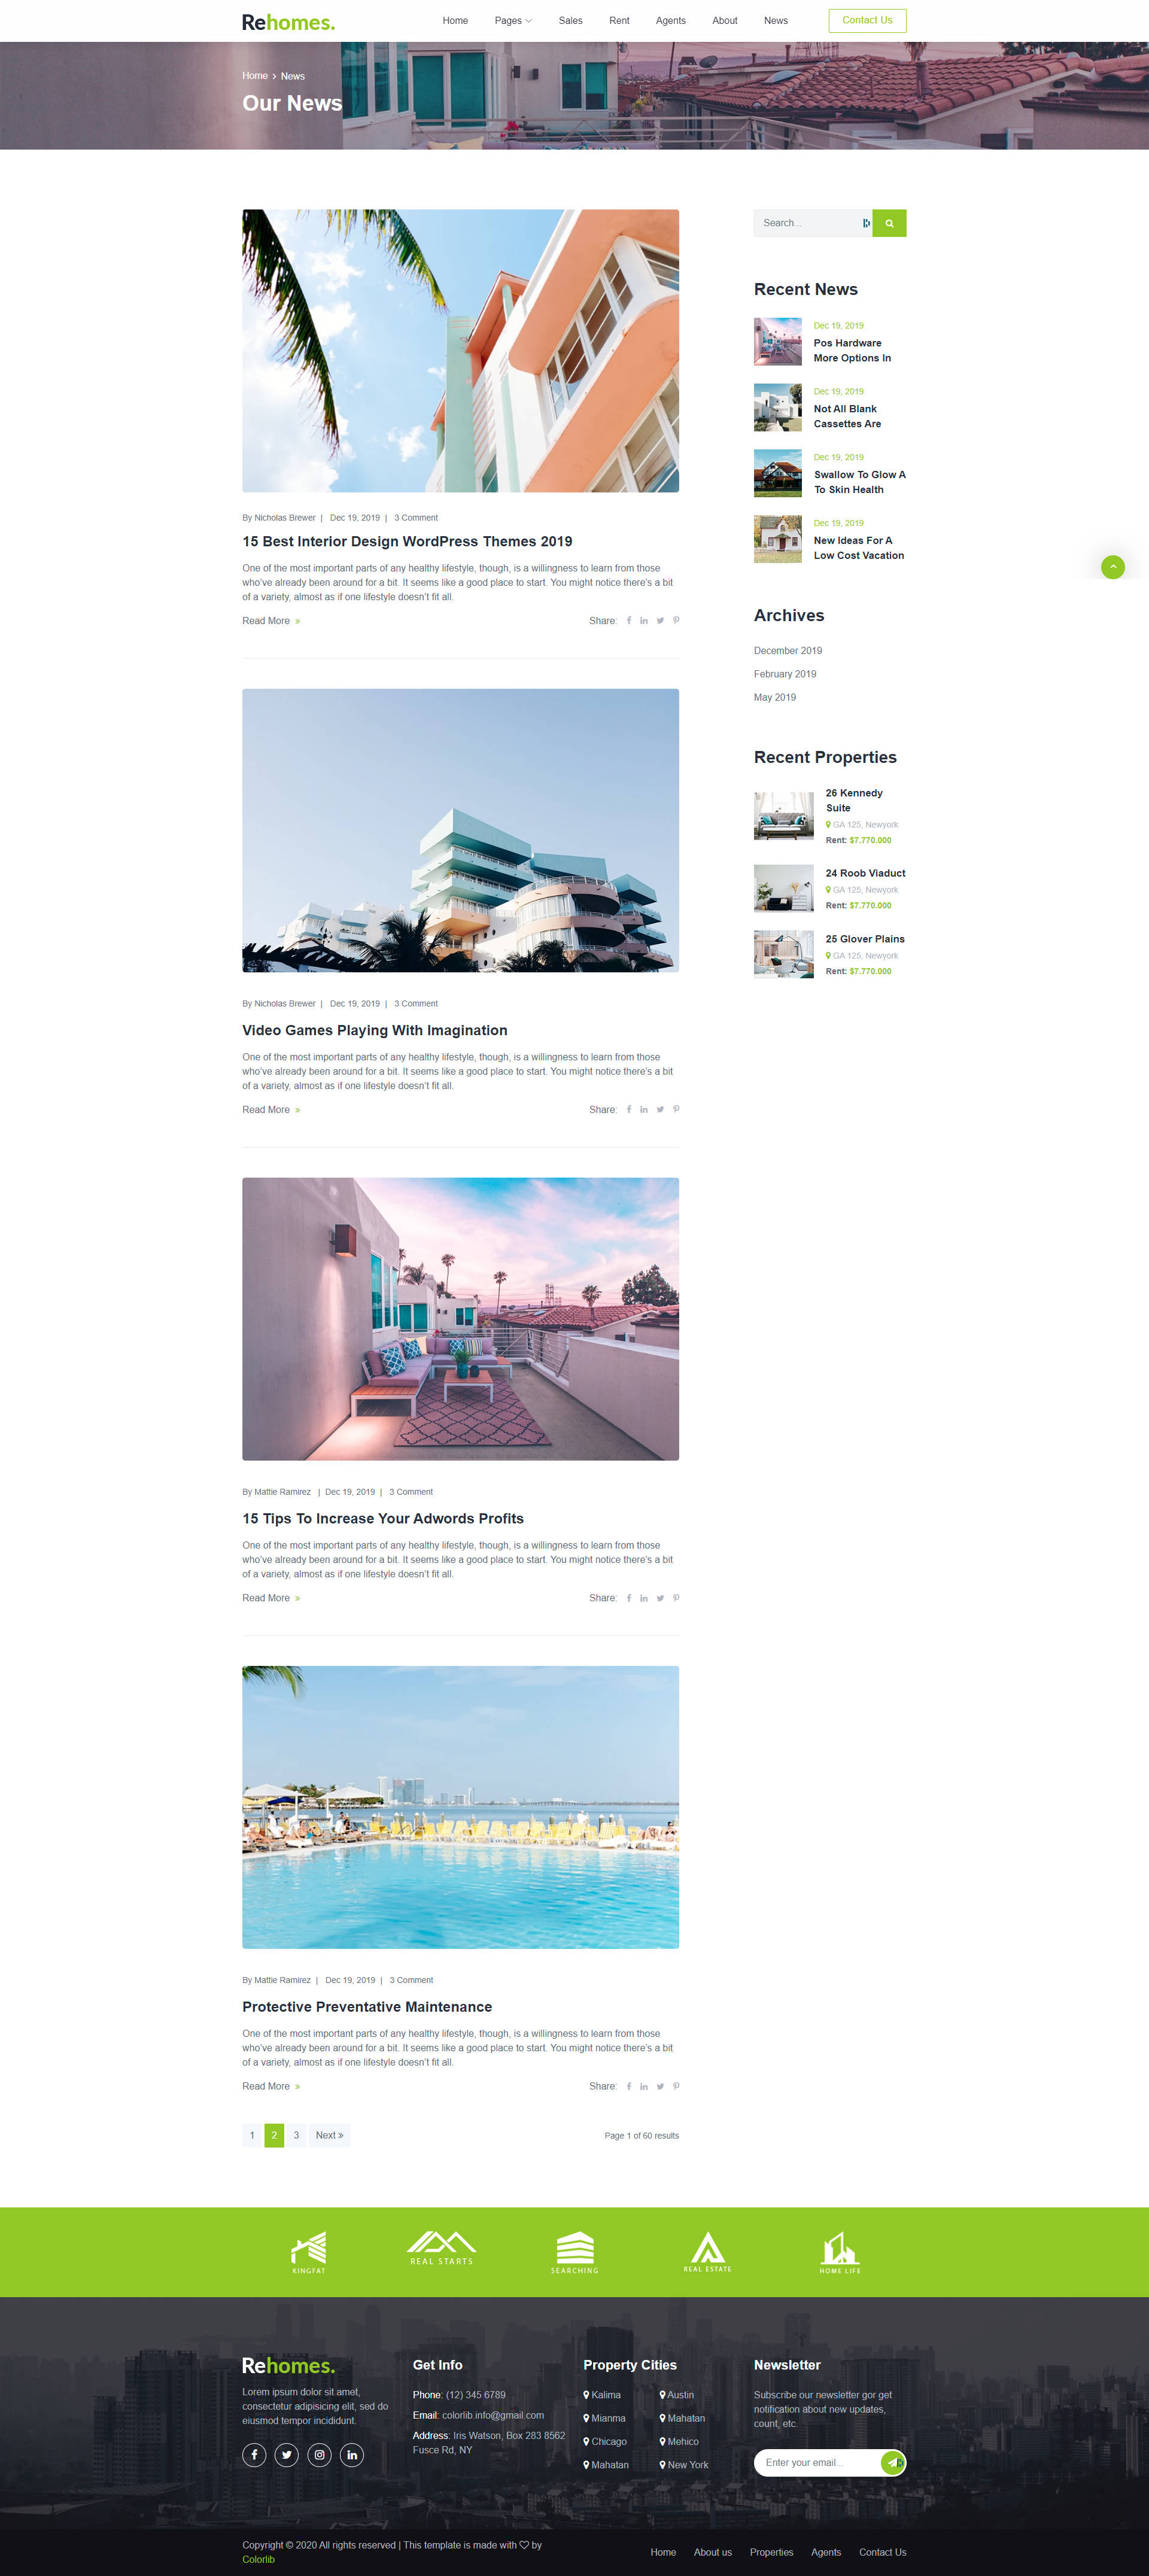 Rehomes.
Home Pages Sales Rent Agents About News Contact Us
Home News
Our News
By Nicholas Brewer | Dec 19, 2019 | 3 Comment
15 Best Interior Design WordPress Themes 2019
One of the most important parts of any healthy lifestyle, though, is a willingness to learn from those
who've already been around for a bit. It seems like a good place to start. You might notice there's a bit
of a variety, almost as if one lifestyle doesn't fit all.
Read More »
Share:
By Nicholas Brewer | Dec 19, 2019 | 3 Comment
Video Games Playing With Imagination
One of the most important parts of any healthy lifestyle, though, is a willingness to learn from those
who've already been around for a bit. It seems like a good place to start. You might notice there's a bit
of a variety, almost as if one lifestyle doesn't fit all.
Read More »
Share:
By Mattie Ramirez | Dec 19, 2019 | 3 Comment
15 Tips To Increase Your Adwords Profits
One of the most important parts of any healthy lifestyle, though, is a willingness to learn from those
who've already been around for a bit. It seems like a good place to start. You might notice there's a bit
of a variety, almost as if one lifestyle doesn't fit all.
Read More »
Share:
By Mattie Ramirez | Dec 19, 2019 | 3 Comment
Protective Preventative Maintenance
One of the most important parts of any healthy lifestyle, though, is a willingness to learn from those
who've already been around for a bit. It seems like a good place to start. You might notice there's a bit
of a variety, almost as if one lifestyle doesn't fit all.
Read More »
Share:
1 2 3 Next »
Page 1 of 60 results
Search...
Recent News
Dec 19, 2019
Pos Hardware
More Options In
Dec 19, 2019
Not All Blank
Cassettes Are
Dec 19, 2019
Swallow To Glow A
To Skin Health
Dec 19, 2019
New Ideas For A
Low Cost Vacation
Archives
December 2019
February 2019
May 2019
Recent Properties
26 Kennedy
Suite
GA 125, Newyork
Rent: $7.770.000
24 Roob Viaduct
GA 125, Newyork
Rent: $7.770.000
25 Glover Plains
GA 125, Newyork
Rent: $7.770.000
KINGFAT
REAL STARTS
SEARCHING
REAL ESTATE
HOME LIFE
Rehomes.
Lorem ipsum dolor sit amet,
consectetur adipisicing elit, sed do
eiusmod tempor incididunt.
Get Info
Phone: (12) 345 6789
Email: colorlib.info@gmail.com
Address: Iris Watson, Box 283 8562
Fusce Rd, NY
Property Cities
Kalima
Mianma
Chicago
Mahatan
Austin
Mahatan
Mehico
New York
Newsletter
Subscribe our newsletter gor get
notification about new updates,
count, etc.
Enter your email...
Copyright © 2020 All rights reserved | This template is made with ♡ by
Colorlib
Home About us Properties Agents Contact Us